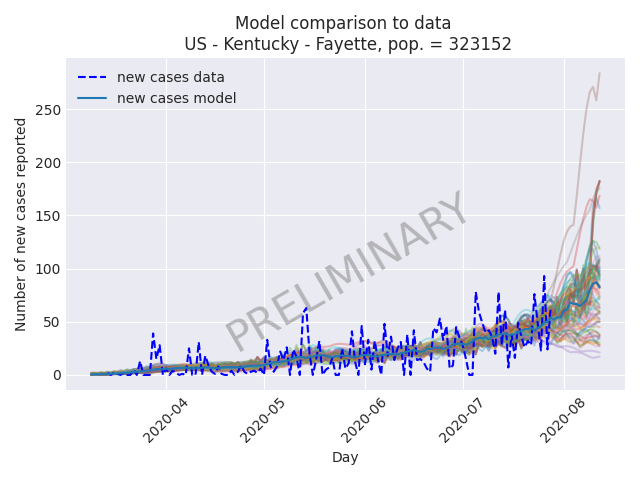 Model comparison to data
US - Kentucky - Fayette, pop. = 323152
new cases data
new cases model
Number of new cases reported
250
200
150
100
50
0
PRELIMINARY
2020-04
2020-05
2020-06
2020-07
2020-08
Day